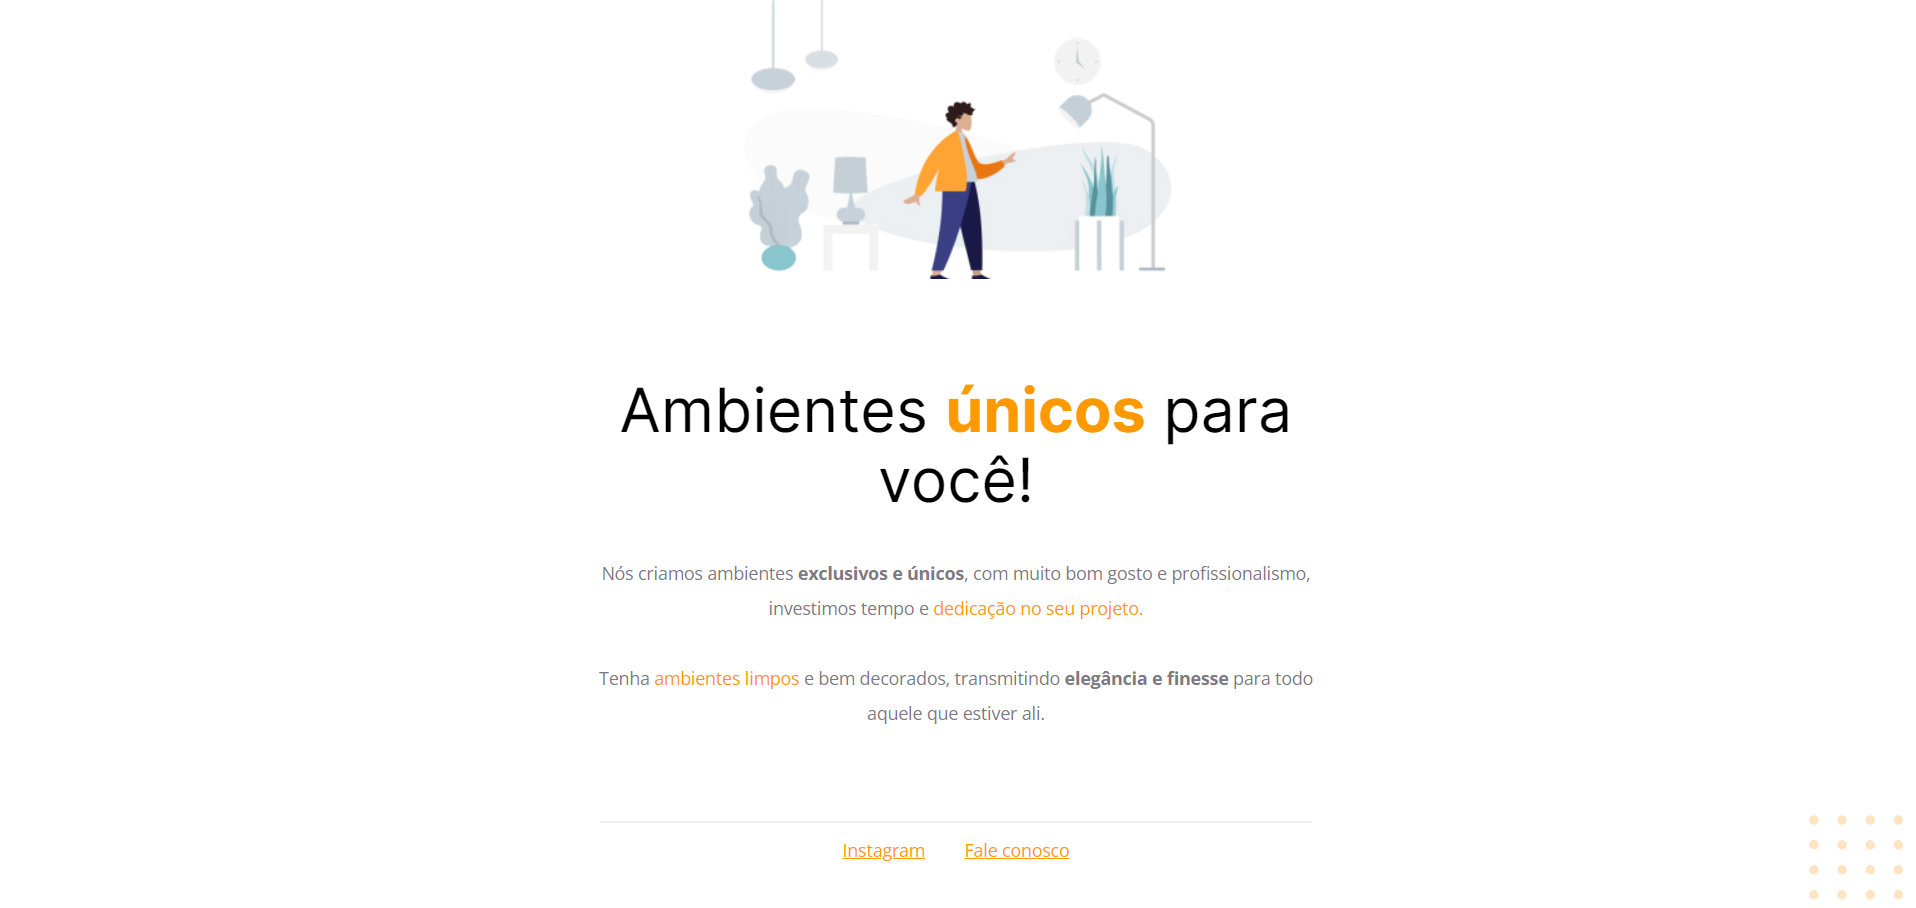 Ambientes únicos para
você!
Nós criamos ambientes exclusivos e únicos, com muito bom gosto e profissionalismo,
investimos tempo e dedicação no seu projeto.
Tenha ambientes limpos e bem decorados, transmitindo elegância e finesse para todo
aquele que estiver ali.
Instagram Fale conosco